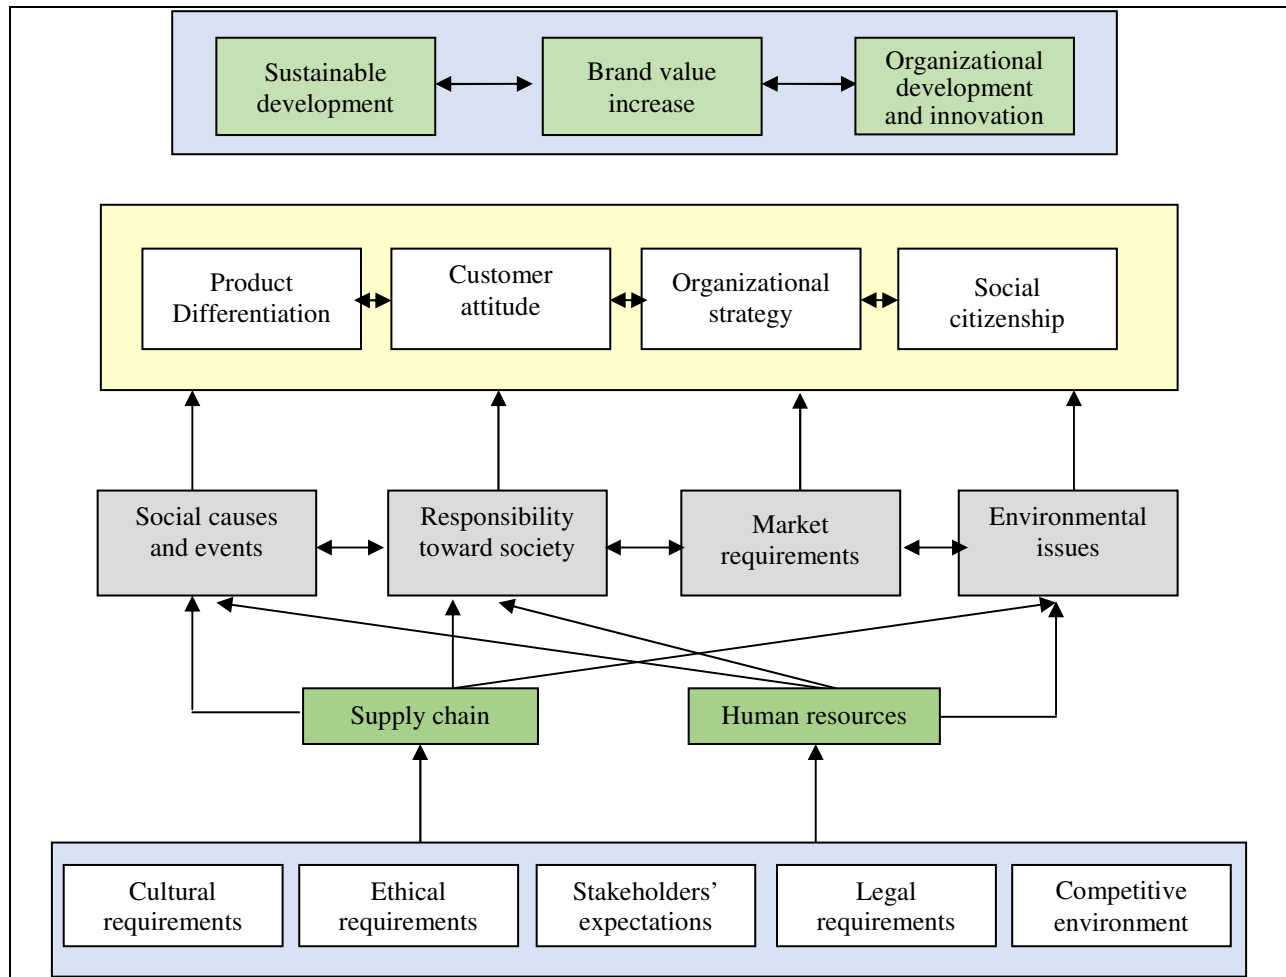 Sustainable
development
Brand value
increase
Organizational
development
and innovation
Product
Differentiation
Customer
attitude
Organizational
strategy
Social
citizenship
Social causes
and events
Responsibility
toward society
Market
requirements
Environmental
issues
Supply chain
Human resources
Cultural
requirements
Ethical
requirements
Stakeholders’
expectations
Legal
requirements
Competitive
environment